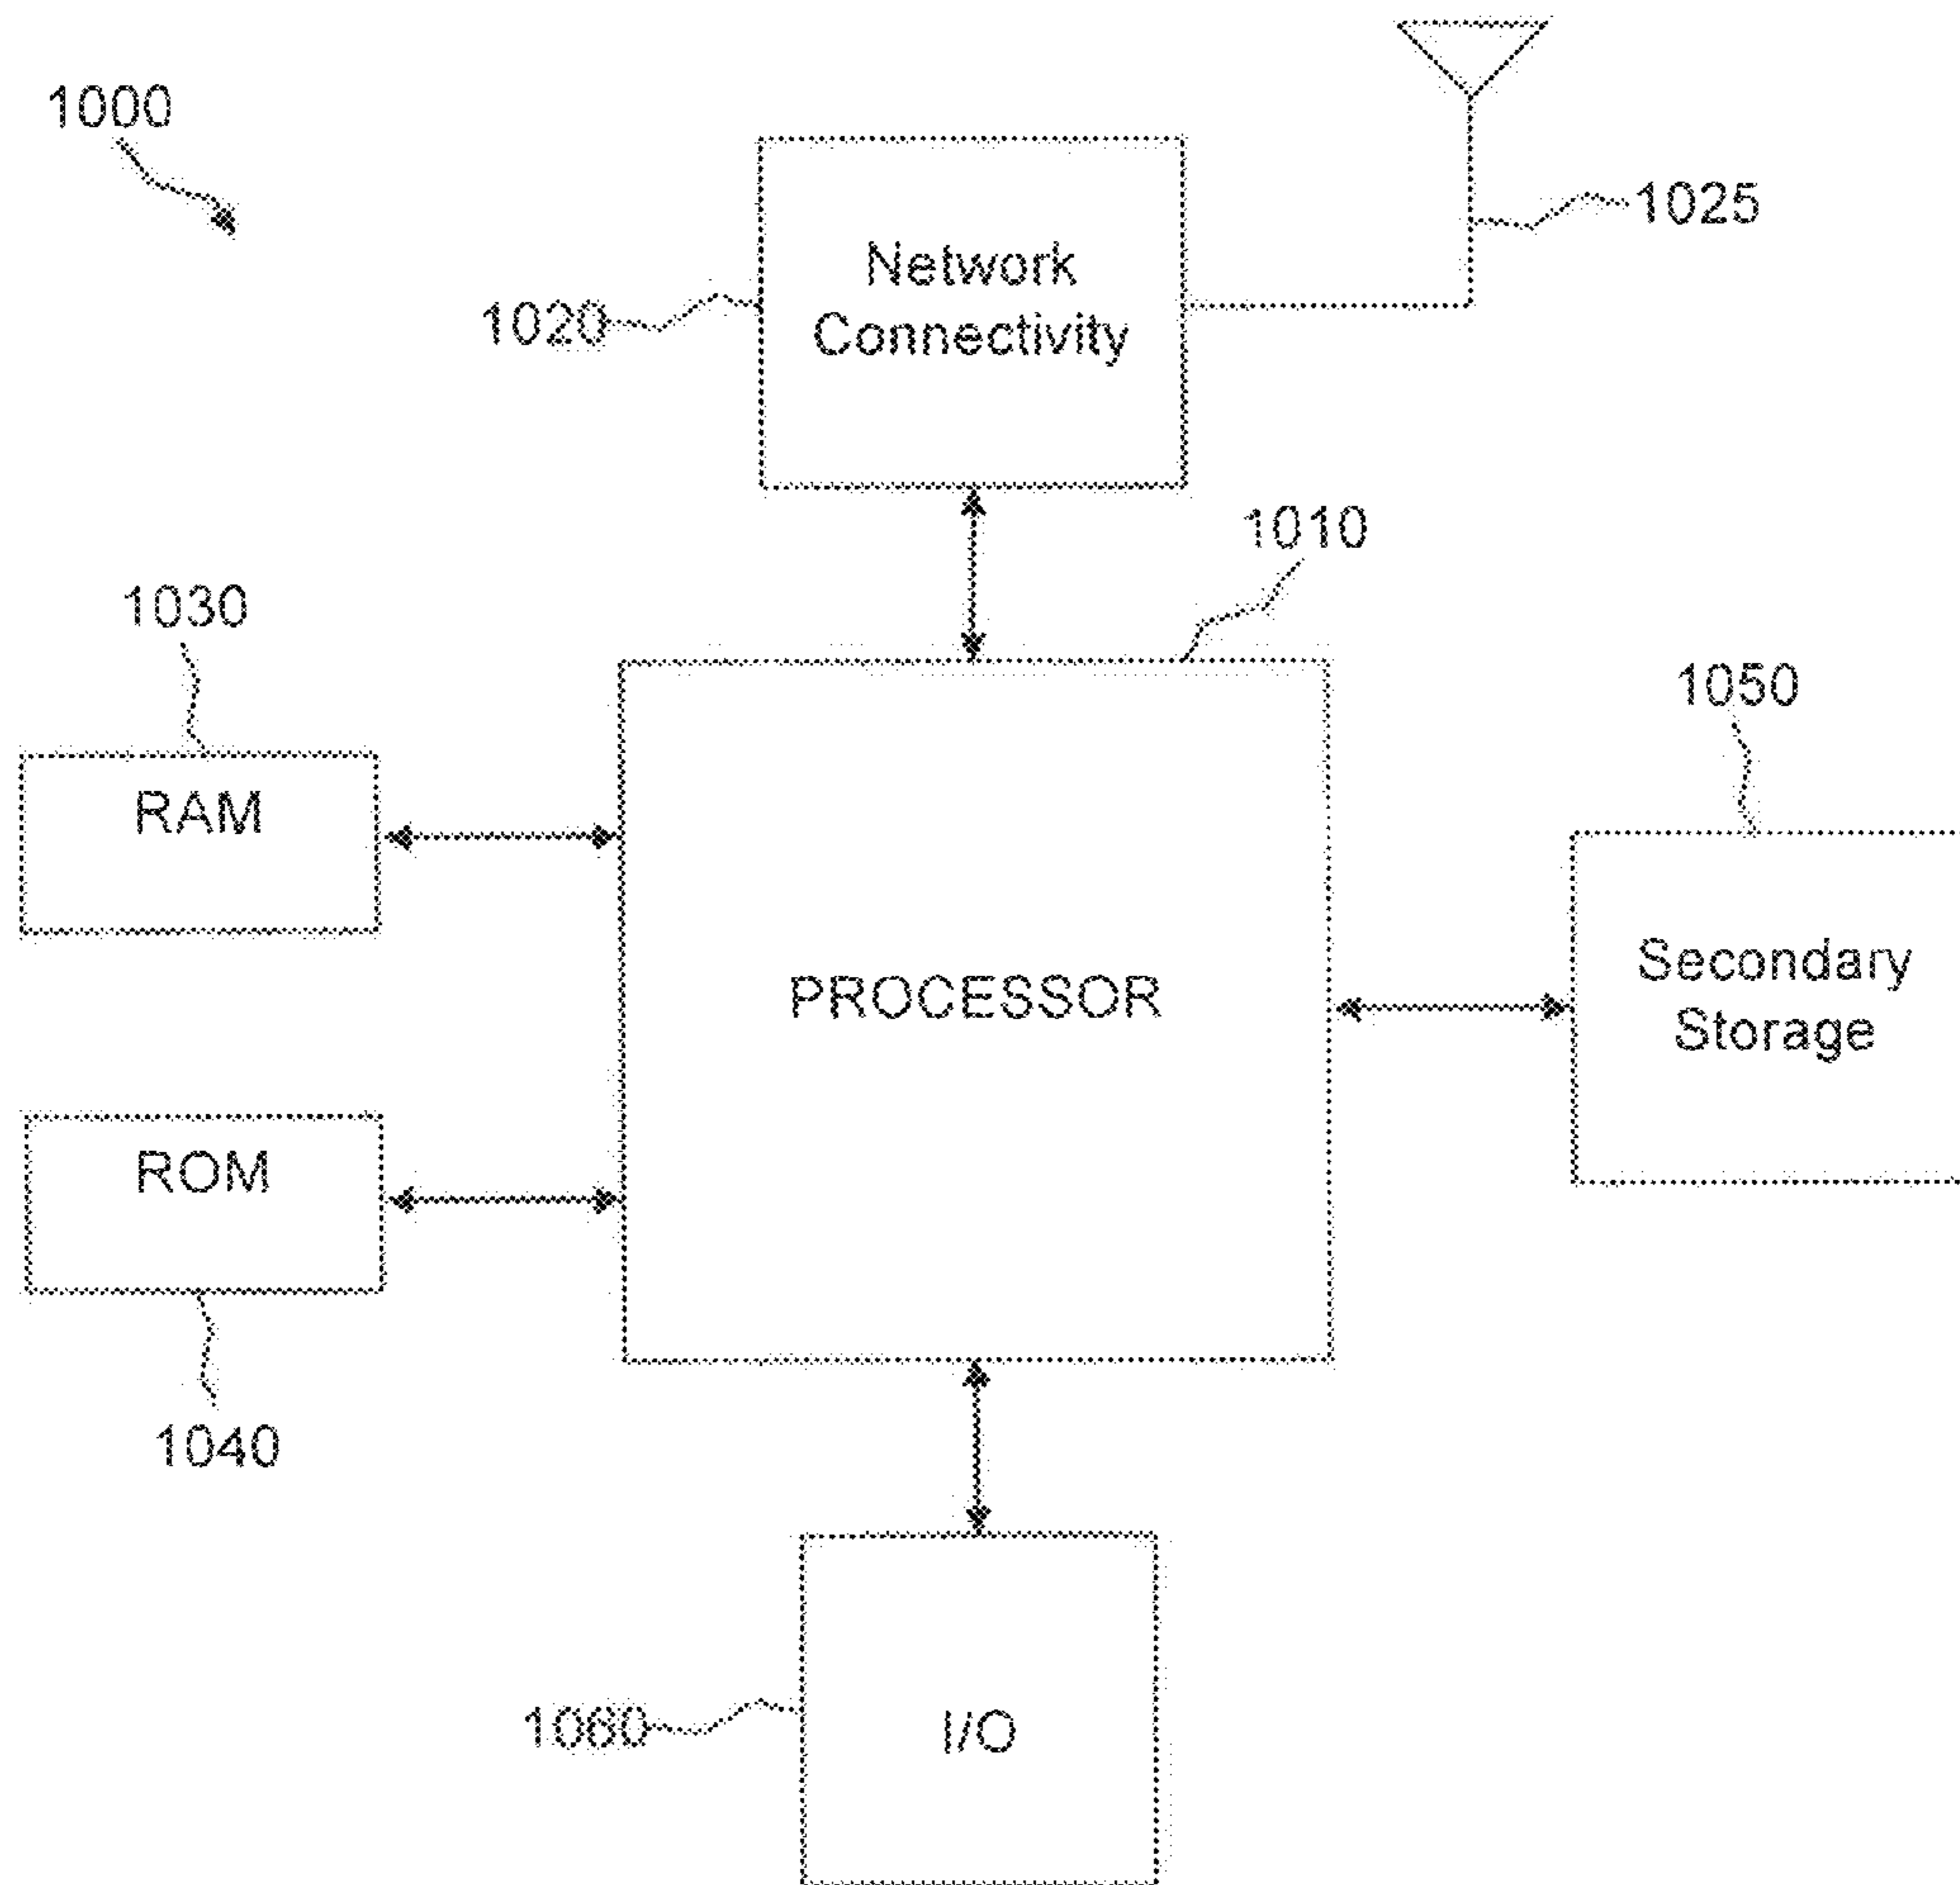 1000
1025
Network
Connectivity
1020
1010
1030
1050
RAM
Secondary
Storage
PROCESSOR
ROM
1040
1060
I/O